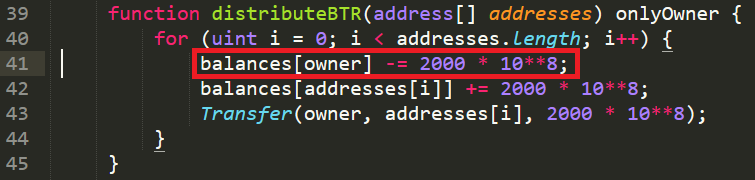 39 function distributeBTR(address[] addresses) onlyOwner {
40 for (uint i = 0; i < addresses.length; i++) {
41 balances[owner] -= 2000 * 10**8;
42 balances[addresses[i]] += 2000 * 10**8;
43 Transfer(owner, addresses[i], 2000 * 10**8);
44 }
45 }